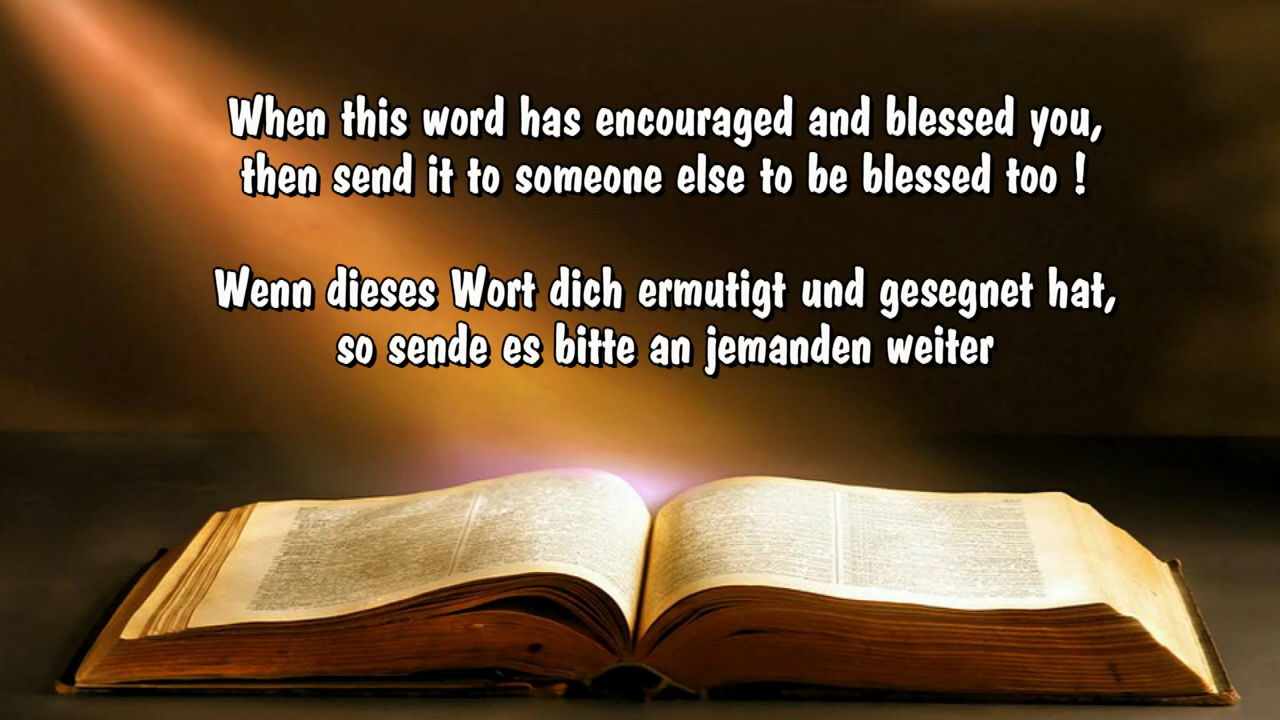 When this word has encouraged and blessed you,
then send it to someone else to be blessed too !
Wenn dieses Wort dich ermutigt und gesegnet hat,
so sende es bitte an jemanden weiter